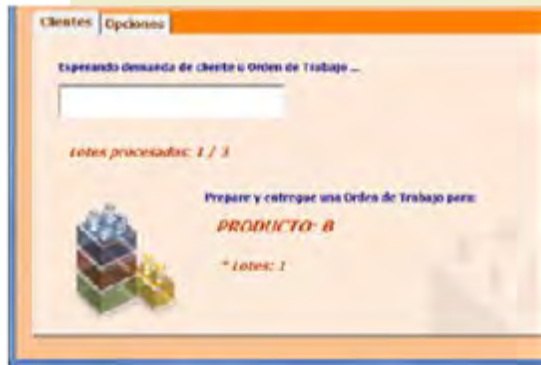 Clientes Opciones
Esperando demanda de cliente u Orden de Trabajo ...
Lotes procesados: 1 / 3
Prepare y entregue una Orden de Trabajo para:
PRODUCTO: B
* Lotes: 1